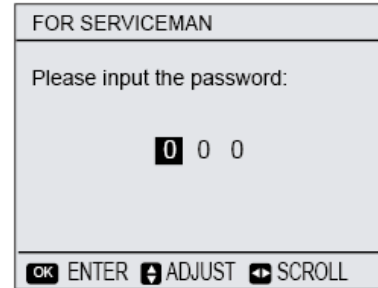 FOR SERVICEMAN
Please input the password:
0 0 0
OK ENTER ADJUST SCROLL